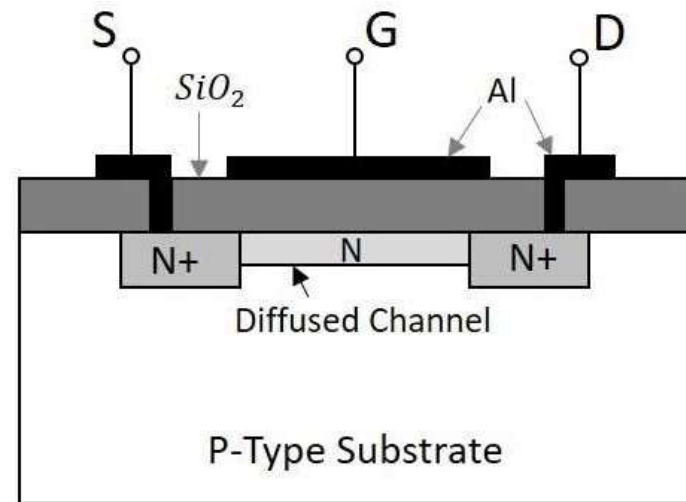 S G D
SiO₂ Al
N+ N N+
Diffused Channel
P-Type Substrate